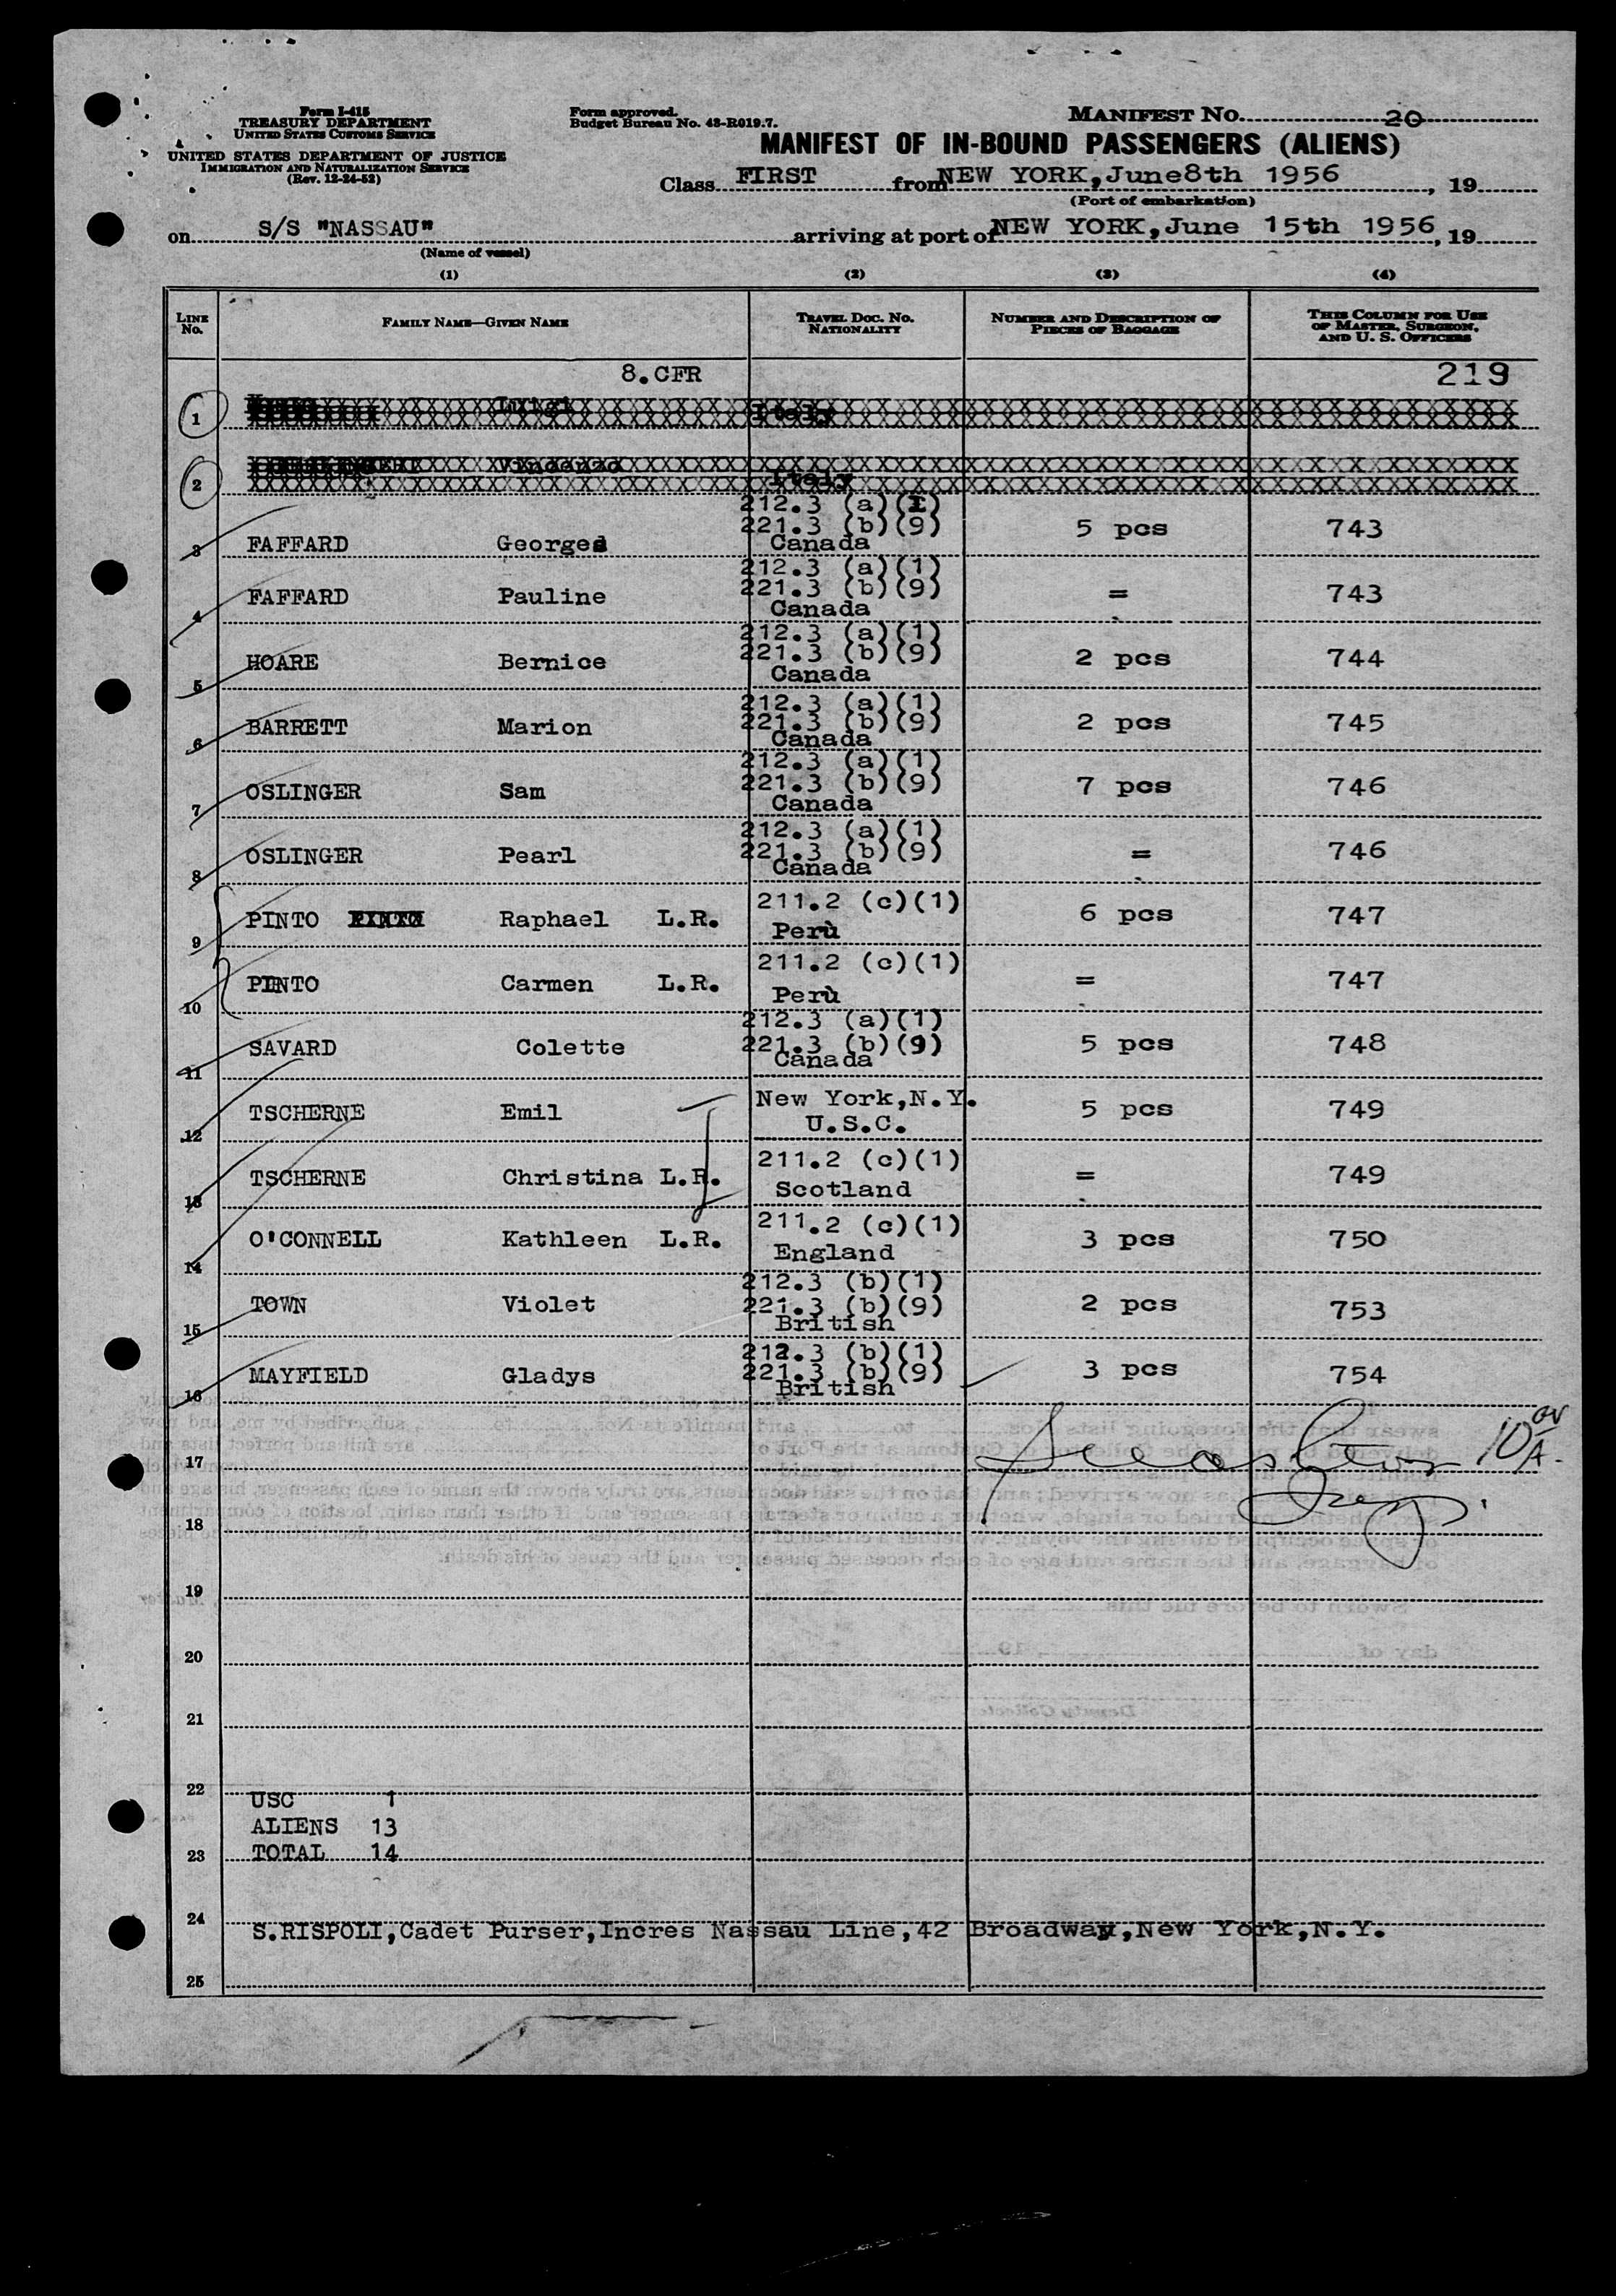 Form I-415
TREASURY DEPARTMENT
UNITED STATES CUSTOMS SERVICE
UNITED STATES DEPARTMENT OF JUSTICE
IMMIGRATION AND NATURALIZATION SERVICE
(Rev. 12-24-52)
Form approved.
Budget Bureau No. 43-R019.7.
MANIFEST NO. 20
MANIFEST OF IN-BOUND PASSENGERS (ALIENS)
Class FIRST from NEW YORK, June 8th 1956, 19
(Port of embarkation)
on S/S "NASSAU" arriving at port of NEW YORK, June 15th 1956, 19
(Name of vessel)
(1) (2) (3) (4)
LINE No. FAMILY NAME—GIVEN NAME TRAVEL DOC. NO. NATIONALITY NUMBER AND DESCRIPTION OF PIECES OF BAGGAGE THIS COLUMN FOR USE OF MASTER, SURGEON, AND U. S. OFFICERS
8.CFR 219
1 Luigi Italy
2 Vincenzo Italy
212.3 (a)(1)
221.3 (b)(9)
3 FAFFARD Georges Canada 5 pcs 743
212.3 (a)(1)
221.3 (b)(9)
4 FAFFARD Pauline Canada = 743
212.3 (a)(1)
221.3 (b)(9)
5 HOARE Bernice Canada 2 pcs 744
212.3 (a)(1)
221.3 (b)(9)
6 BARRETT Marion Canada 2 pcs 745
212.3 (a)(1)
221.3 (b)(9)
7 OSLINGER Sam Canada 7 pcs 746
212.3 (a)(1)
221.3 (b)(9)
8 OSLINGER Pearl Canada = 746
211.2 (c)(1)
9 PINTO PINTO Raphael L.R. Perù 6 pcs 747
211.2 (c)(1)
10 PINTO Carmen L.R. Perù = 747
212.3 (a)(1)
221.3 (b)(9)
11 SAVARD Colette Canada 5 pcs 748
New York,N.Y.
12 TSCHERNE Emil U.S.C. 5 pcs 749
211.2 (c)(1)
13 TSCHERNE Christina L.R. Scotland = 749
211.2 (c)(1)
14 O'CONNELL Kathleen L.R. England 3 pcs 750
212.3 (b)(1)
221.3 (b)(9)
15 TOWN Violet British 2 pcs 753
212.3 (b)(1)
221.3 (b)(9)
16 MAYFIELD Gladys British 3 pcs 754
17
18
19
20
21
22
USC 1
ALIENS 13
23 TOTAL 14
24
S.RISPOLI,Cadet Purser,Incres Nassau Line,42 Broadway,New York,N.Y.
25